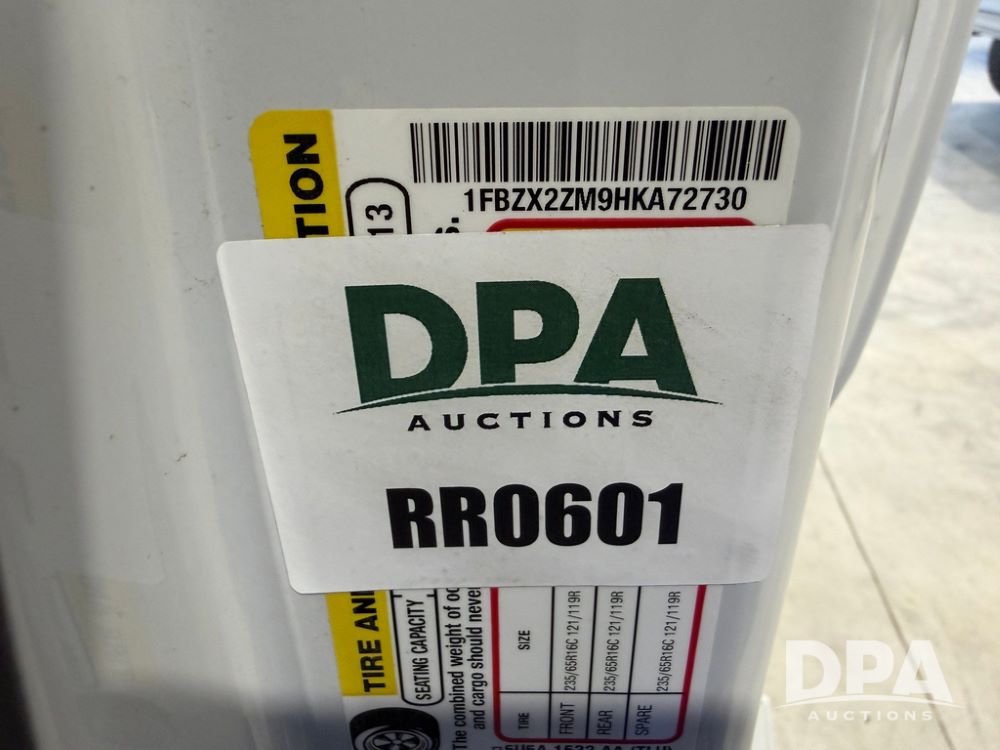 1FBZX2ZM9HKA72730
TION
13
S.
DPA
AUCTIONS
RR0601
TIRE AN
SEATING CAPACITY
The combined weight of oc
and cargo should neve
TIRE SIZE
FRONT 235/65R16C 121/119R
REAR 235/65R16C 121/119R
SPARE 235/65R16C 121/119R
DPA
AUCTIONS